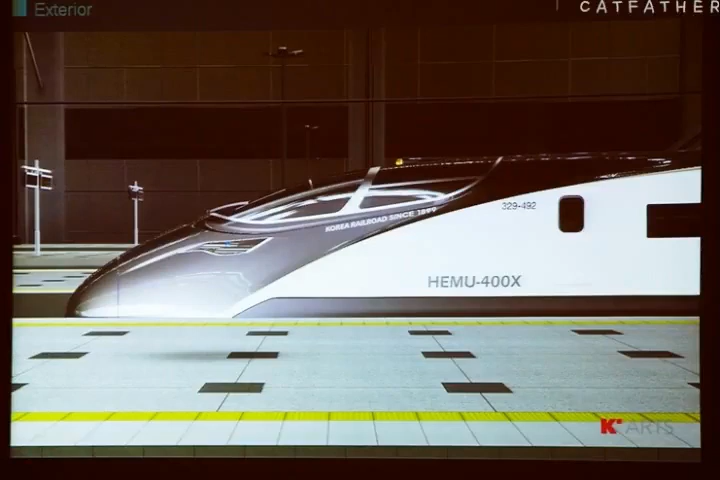 Exterior
CATFATHER
329-492
KOREA RAILROAD SINCE 1899
HEMU-400X
K ARTS